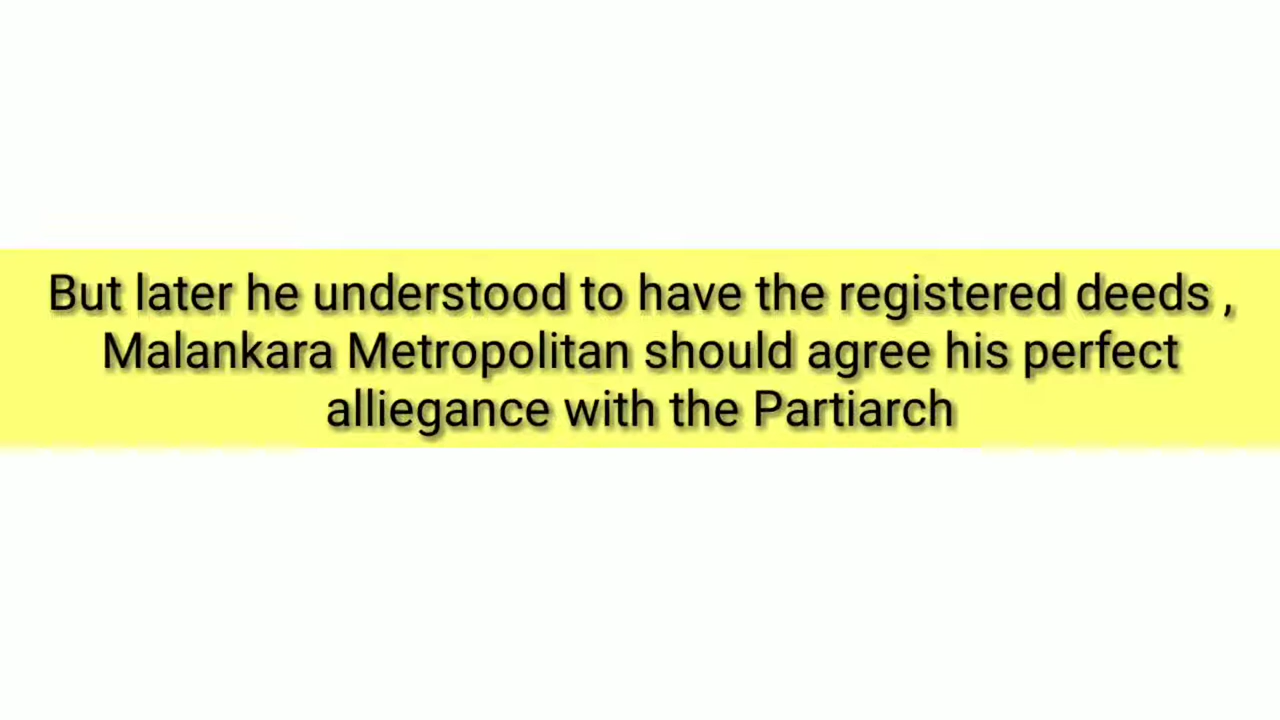 But later he understood to have the registered deeds ,
Malankara Metropolitan should agree his perfect
alliegance with the Partiarch